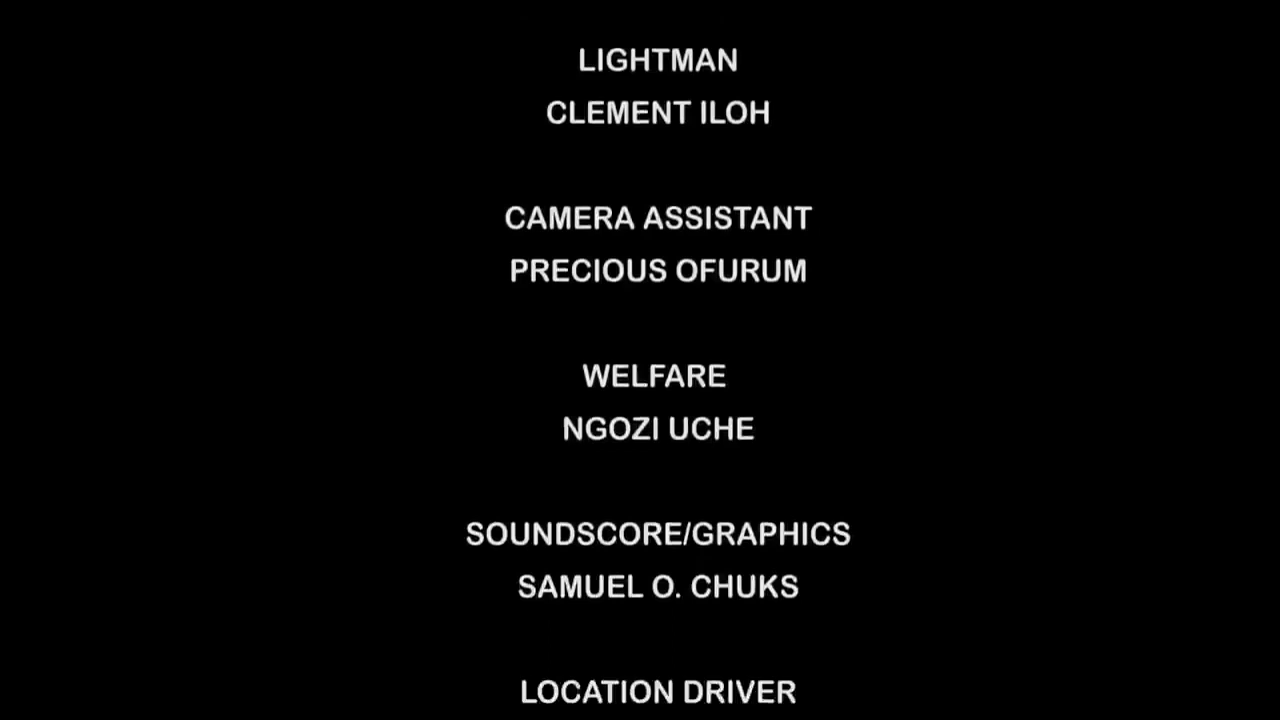 LIGHTMAN
CLEMENT ILOH
CAMERA ASSISTANT
PRECIOUS OFURUM
WELFARE
NGOZI UCHE
SOUNDSCORE/GRAPHICS
SAMUEL O. CHUKS
LOCATION DRIVER